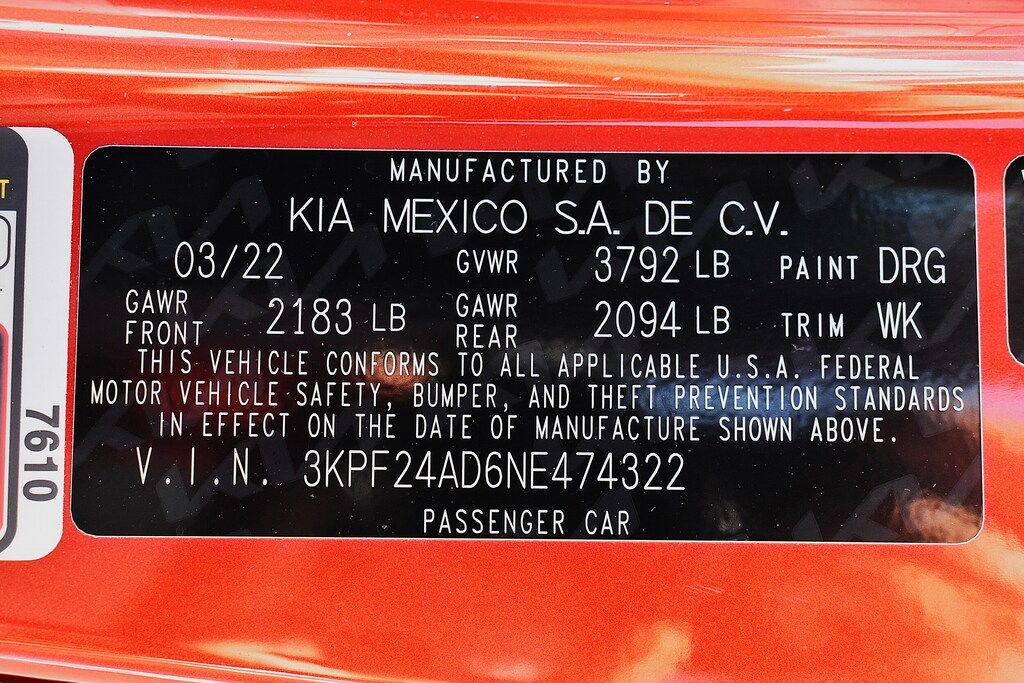 MANUFACTURED BY
KIA MEXICO S.A. DE C.V.
03/22 GVWR 3792 LB PAINT DRG
GAWR FRONT 2183 LB GAWR REAR 2094 LB TRIM WK
THIS VEHICLE CONFORMS TO ALL APPLICABLE U.S.A. FEDERAL
MOTOR VEHICLE SAFETY, BUMPER, AND THEFT PREVENTION STANDARDS
IN EFFECT ON THE DATE OF MANUFACTURE SHOWN ABOVE.
V.I.N. 3KPF24AD6NE474322
PASSENGER CAR
7610